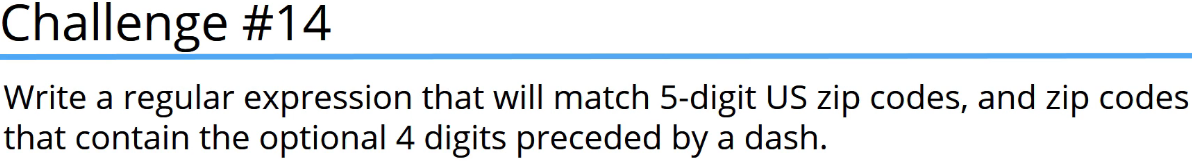 Challenge #14
Write a regular expression that will match 5-digit US zip codes, and zip codes
that contain the optional 4 digits preceded by a dash.